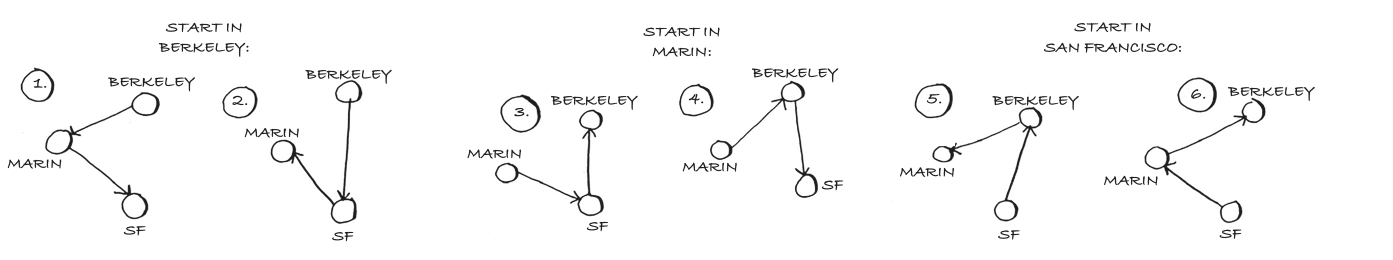 START IN
BERKELEY:
1.
BERKELEY
MARIN
SF
2.
BERKELEY
MARIN
SF
START IN
MARIN:
3.
BERKELEY
MARIN
SF
4.
BERKELEY
MARIN
SF
START IN
SAN FRANCISCO:
5.
BERKELEY
MARIN
SF
6.
BERKELEY
MARIN
SF